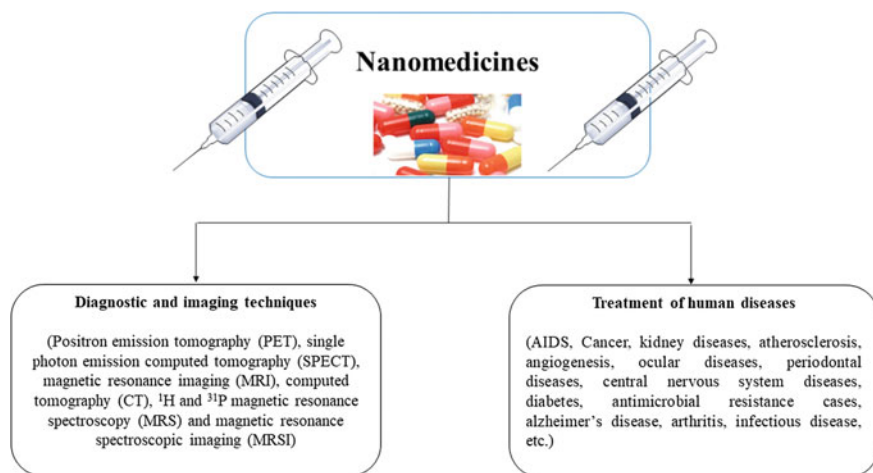 Nanomedicines
Diagnostic and imaging techniques
(Positron emission tomography (PET), single
photon emission computed tomography (SPECT),
magnetic resonance imaging (MRI), computed
tomography (CT), ¹H and ³¹P magnetic resonance
spectroscopy (MRS) and magnetic resonance
spectroscopic imaging (MRSI)
Treatment of human diseases
(AIDS, Cancer, kidney diseases, atherosclerosis,
angiogenesis, ocular diseases, periodontal
diseases, central nervous system diseases,
diabetes, antimicrobial resistance cases,
alzheimer's disease, arthritis, infectious disease,
etc.)